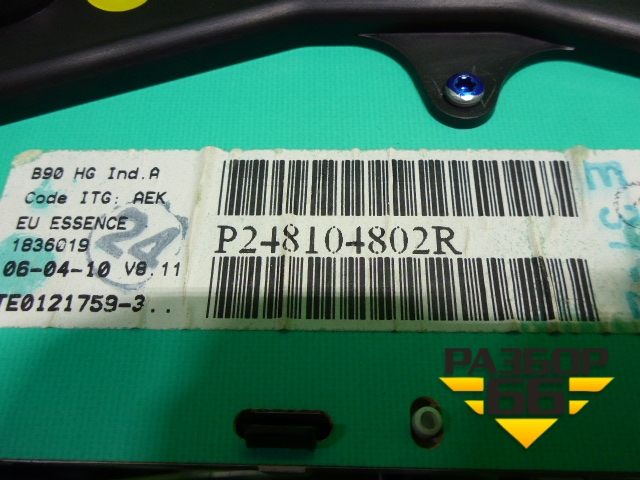 B90 HG Ind.A
Code ITG: AEK
EU ESSENCE
1836019
06-04-10 V8.11
TE0121759-3..
24
P248104802R
РАЗБОР
66